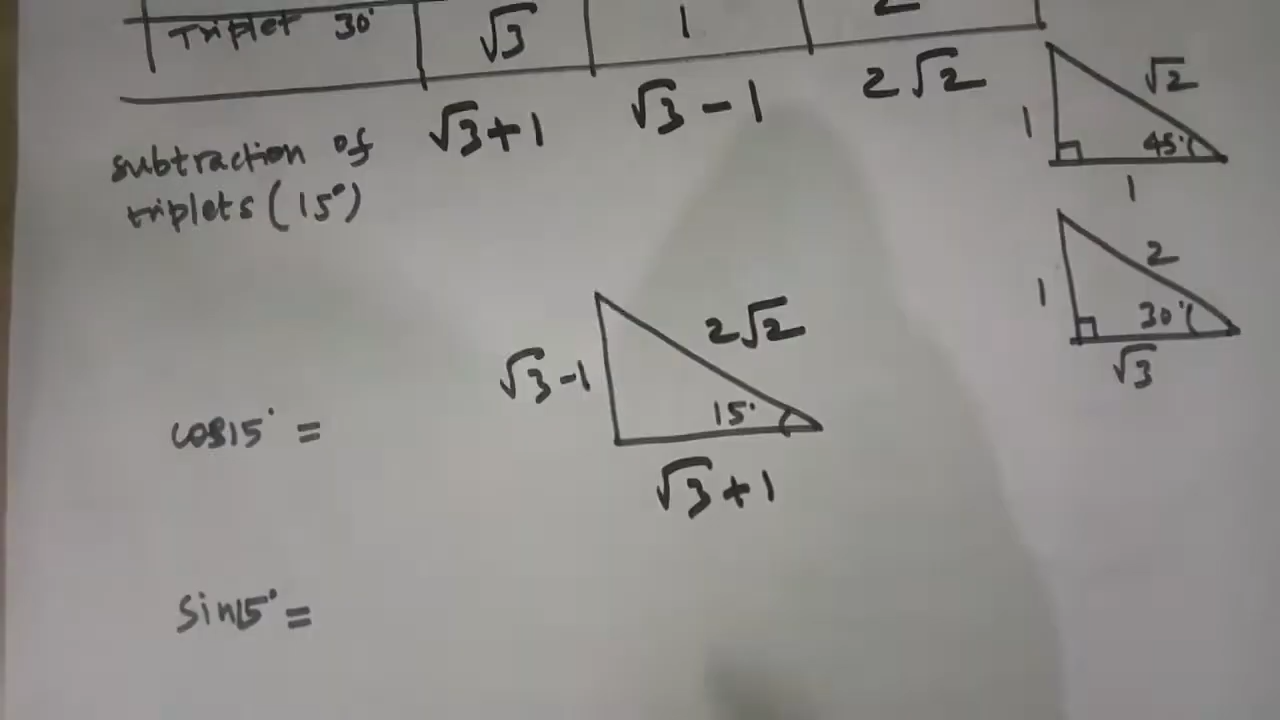 Triplet 30° √3 1 2
√3+1 √3-1 2√2
subtraction of
triplets (15°)
√2
1
45°
1
2
1
30°
√3
2√2
√3-1
15°
√3+1
cos15° =
sin15° =